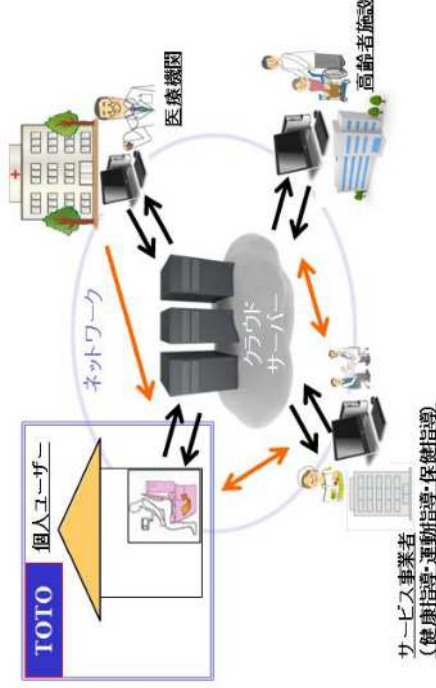 TOTO
個人ユーザー
ネットワーク
医療機関
クラウド
サーバー
高齢者施設
サービス事業者
(健康指導・運動指導・保健指導)